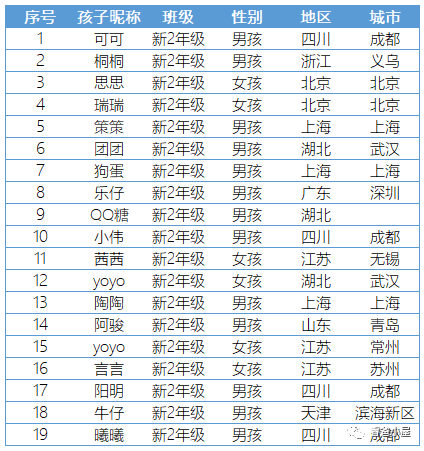 序号 孩子昵称 班级 性别 地区 城市
1 可可 新2年级 男孩 四川 成都
2 桐桐 新2年级 男孩 浙江 义乌
3 思思 新2年级 女孩 北京 北京
4 瑞瑞 新2年级 女孩 北京 北京
5 策策 新2年级 男孩 上海 上海
6 团团 新2年级 男孩 湖北 武汉
7 狗蛋 新2年级 男孩 上海 上海
8 乐仔 新2年级 男孩 广东 深圳
9 QQ糖 新2年级 男孩 湖北
10 小伟 新2年级 男孩 四川 成都
11 茜茜 新2年级 女孩 江苏 无锡
12 yoyo 新2年级 女孩 湖北 武汉
13 陶陶 新2年级 男孩 上海 上海
14 阿骏 新2年级 男孩 山东 青岛
15 yoyo 新2年级 女孩 江苏 常州
16 言言 新2年级 女孩 江苏 苏州
17 阳明 新2年级 男孩 四川 成都
18 牛仔 新2年级 男孩 天津 滨海新区
19 曦曦 新2年级 男孩 四川 成都